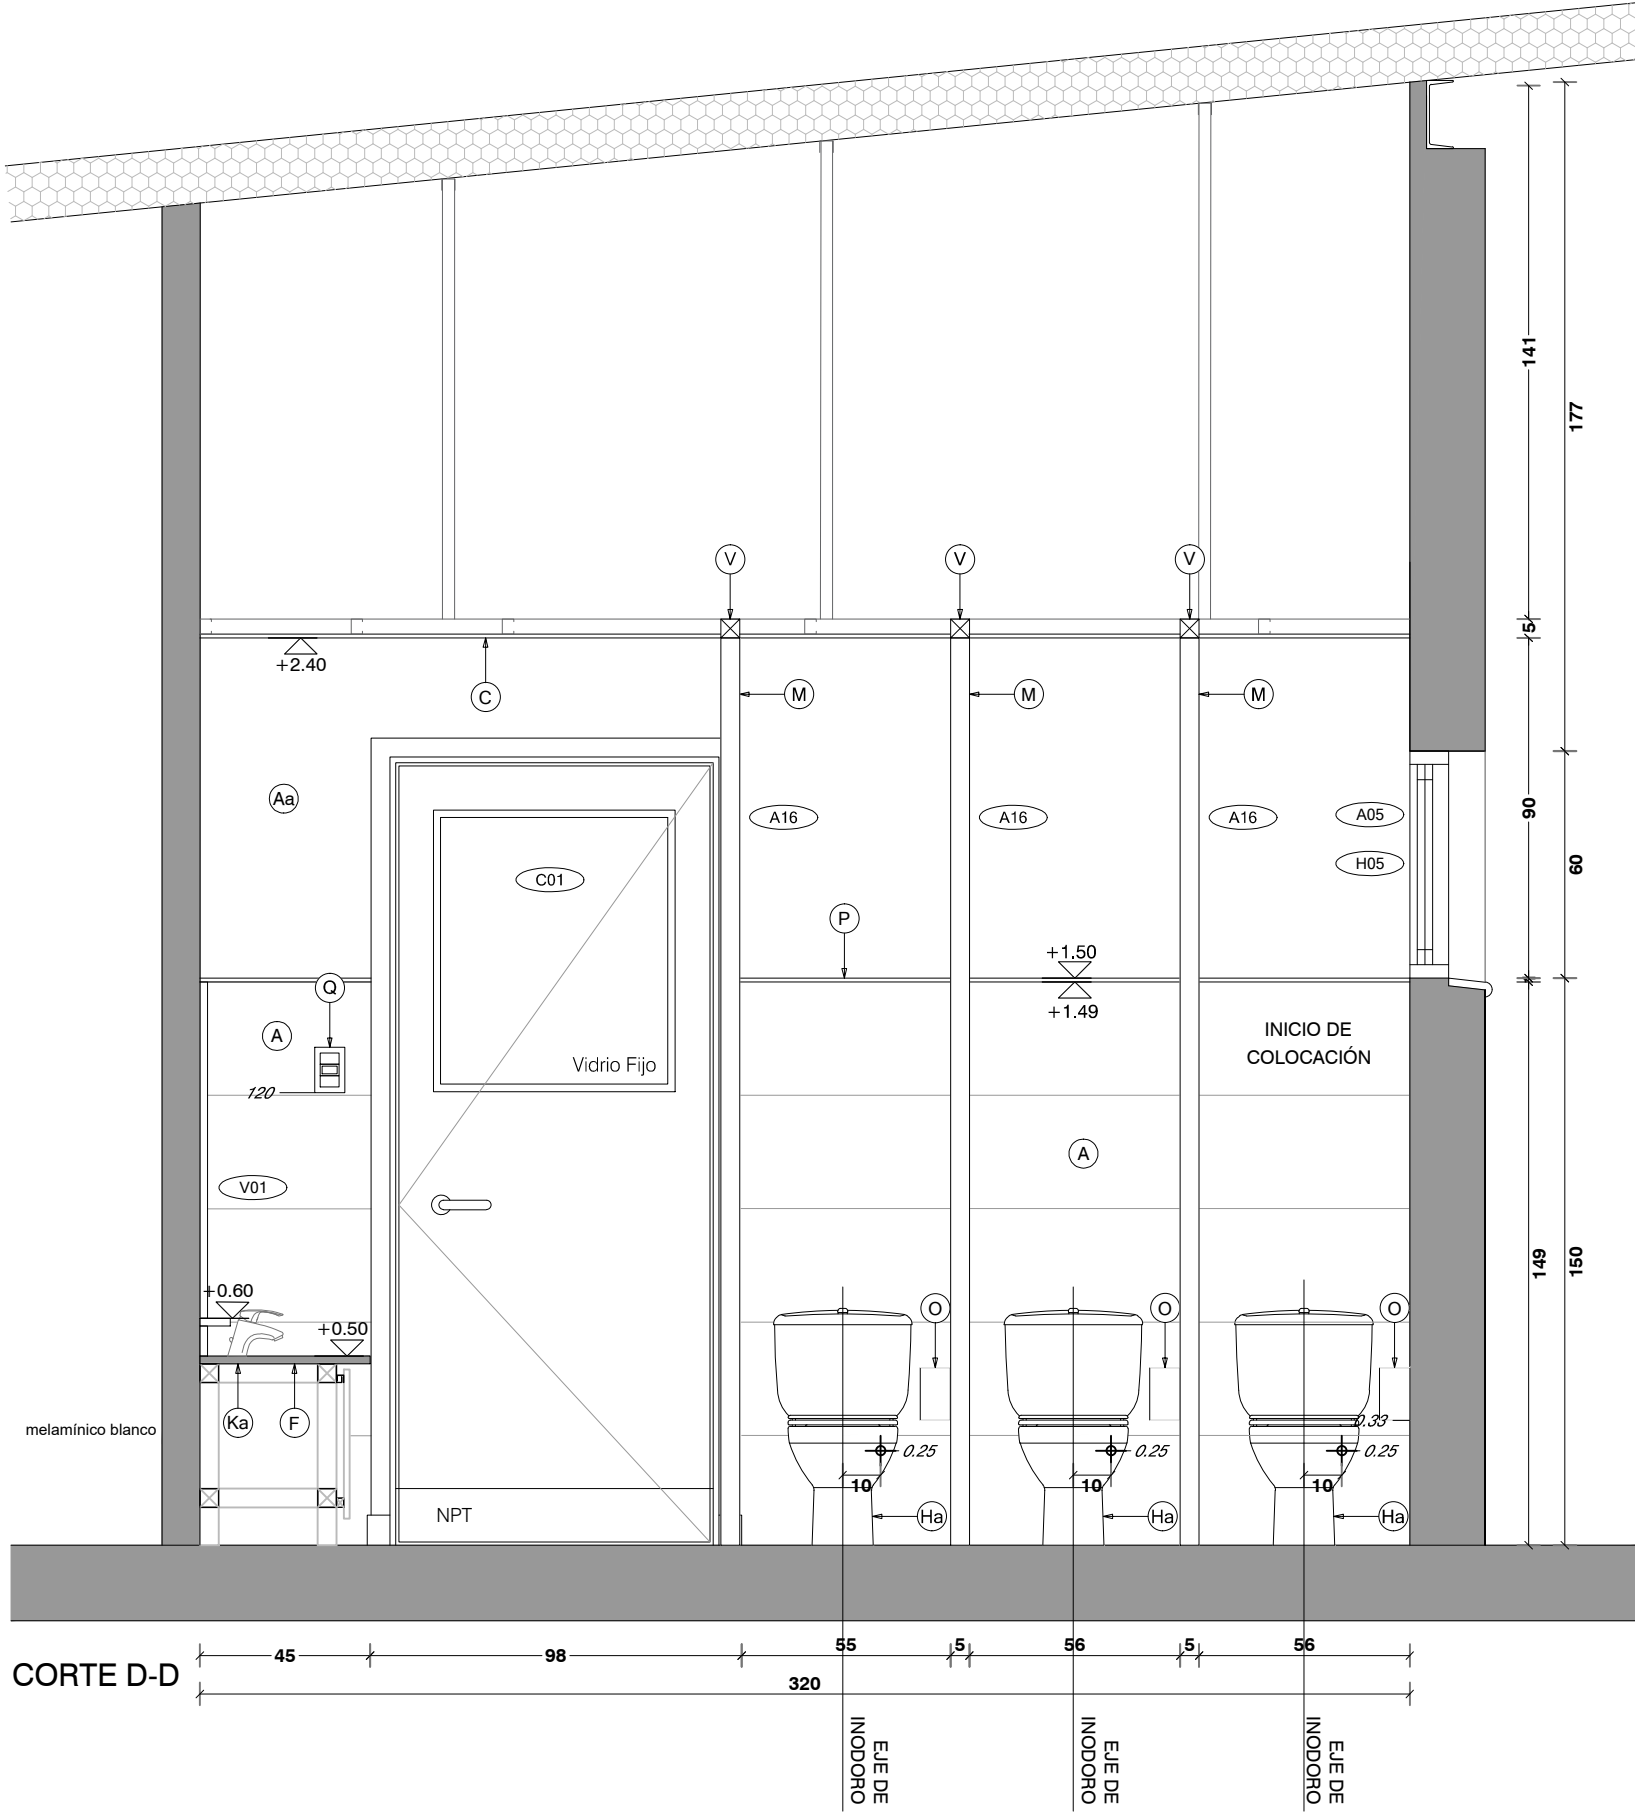 141
177
V
V
V
5
+2.40
C
M
M
M
Aa
A16
A16
A16
A05
H05
90
60
C01
P
+1.50
+1.49
Q
A
120
Vidrio Fijo
INICIO DE
COLOCACIÓN
A
V01
149
150
+0.60
+0.50
O
O
O
melamínico blanco
Ka
F
0.33
0.25
0.25
0.25
10
10
10
NPT
Ha
Ha
Ha
45
98
55
5
56
5
56
CORTE D-D
320
EJE DE
INODORO
EJE DE
INODORO
EJE DE
INODORO